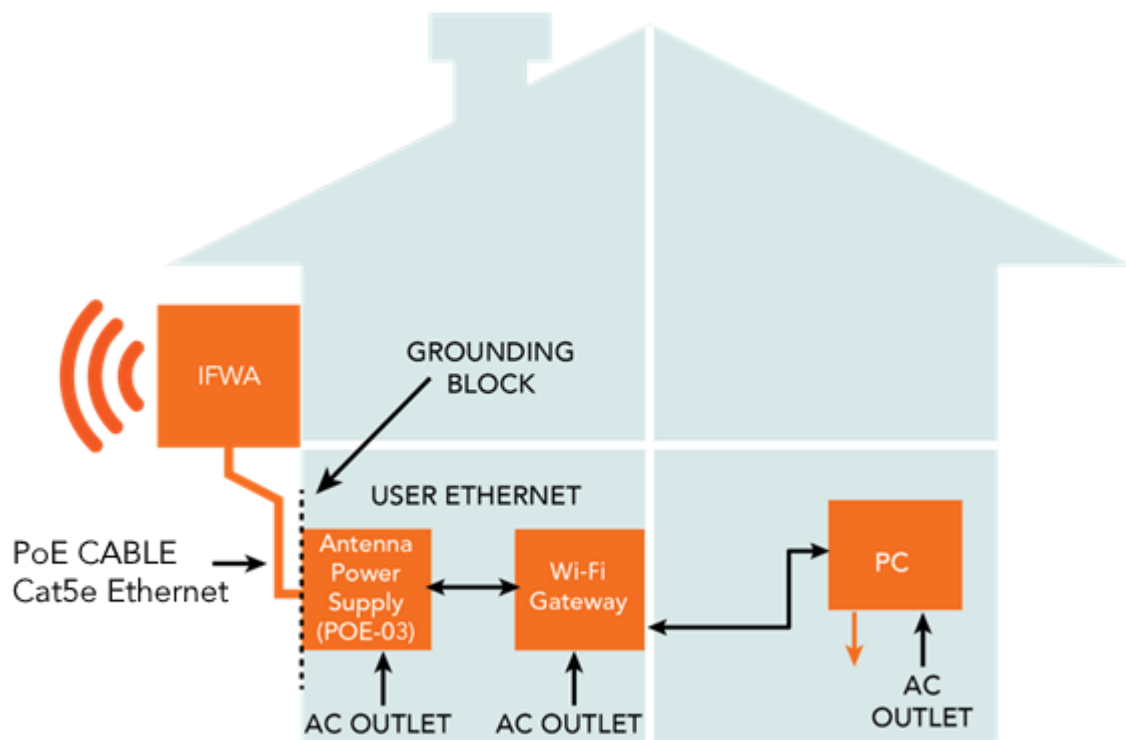 IFWA
GROUNDING
BLOCK
USER ETHERNET
PoE CABLE
Cat5e Ethernet
Antenna
Power
Supply
(POE-03)
Wi-Fi
Gateway
PC
AC OUTLET
AC OUTLET
AC
OUTLET